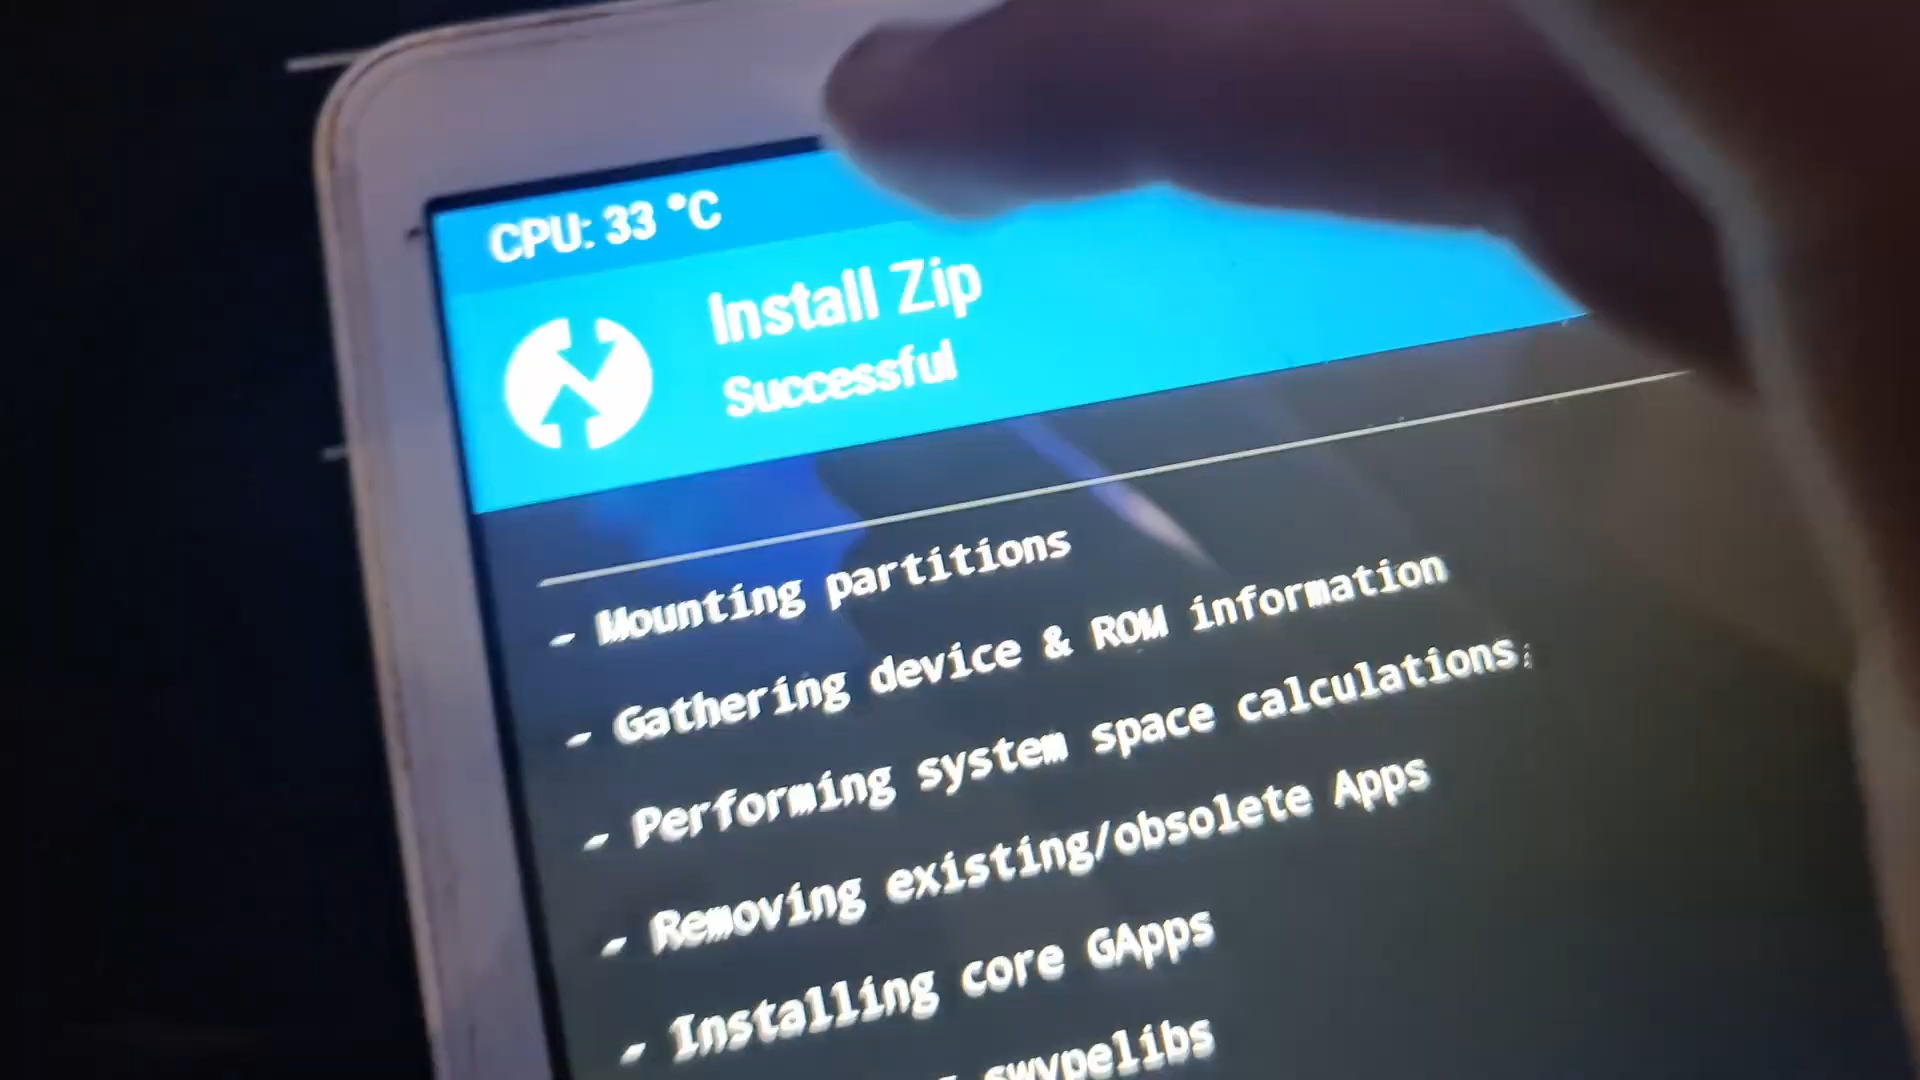 CPU: 33 °C
Install Zip
Successful
- Mounting partitions
- Gathering device & ROM information
- Performing system space calculations
- Removing existing/obsolete Apps
- Installing core GApps
swypelibs